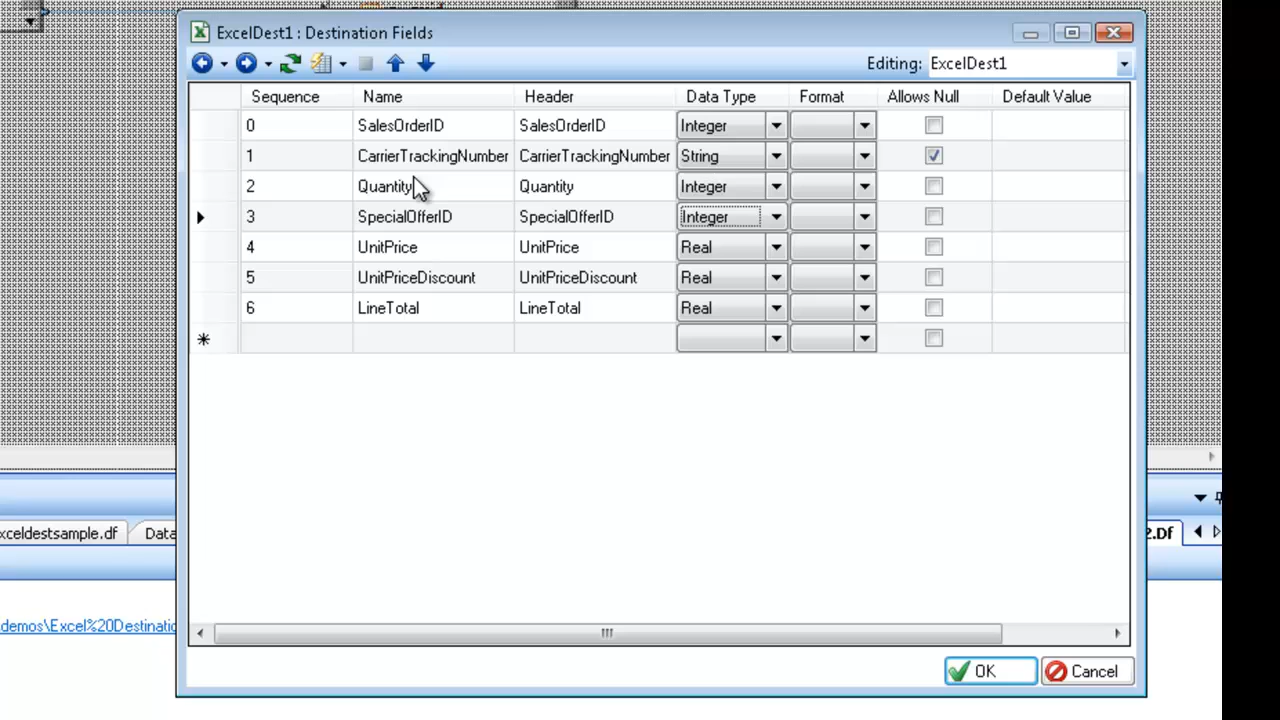 ExcelDest1 : Destination Fields
Editing: ExcelDest1
Sequence Name Header Data Type Format Allows Null Default Value
0 SalesOrderID SalesOrderID Integer
1 CarrierTrackingNumber CarrierTrackingNumber String
2 Quantity Quantity Integer
3 SpecialOfferID SpecialOfferID Integer
4 UnitPrice UnitPrice Real
5 UnitPriceDiscount UnitPriceDiscount Real
6 LineTotal LineTotal Real
xceldestsample.df Data 2.Df
demos\Excel%20Destinatio
OK Cancel